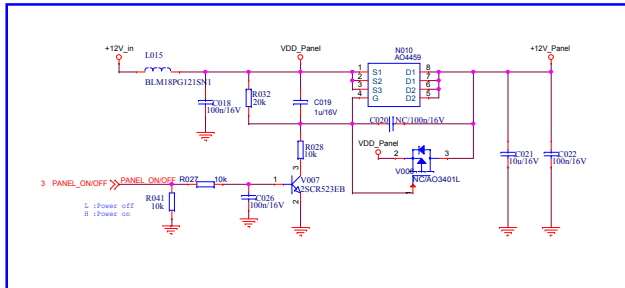 +12V_in
VDD_Panel
N010
AO4459
+12V_Panel
L015
BLM18PG121SN1
1 S1 D1 8
2 S2 D1 7
3 S3 D2 6
4 G D2 5
R032
20k
C019
1u/16V
C018
100n/16V
C020 NC/100n/16V
R028
10k
VDD_Panel
2 3
1
NC/AO3401L
C021
10u/16V
C022
100n/16V
3 PANEL_ON/OFF PANEL_ON/OFF
R027 10k
1
3
2
V007
2SCR523EB
R041
10k
C026
100n/16V
L :Power off
H :Power on